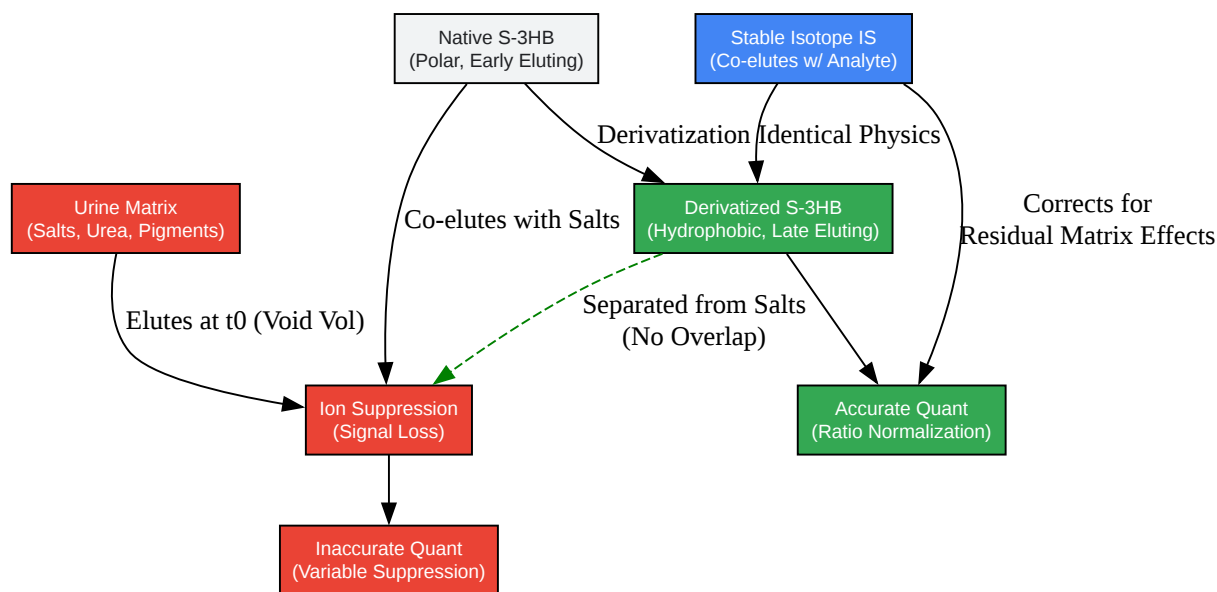 Native S-3HB
(Polar, Early Eluting)
Stable Isotope IS
(Co-elutes w/ Analyte)
Derivatization
Identical Physics
Urine Matrix
(Salts, Urea, Pigments)
Co-elutes with Salts
Derivatized S-3HB
(Hydrophobic, Late Eluting)
Corrects for
Residual Matrix Effects
Elutes at t0 (Void Vol)
Separated from Salts
(No Overlap)
Ion Suppression
(Signal Loss)
Accurate Quant
(Ratio Normalization)
Inaccurate Quant
(Variable Suppression)